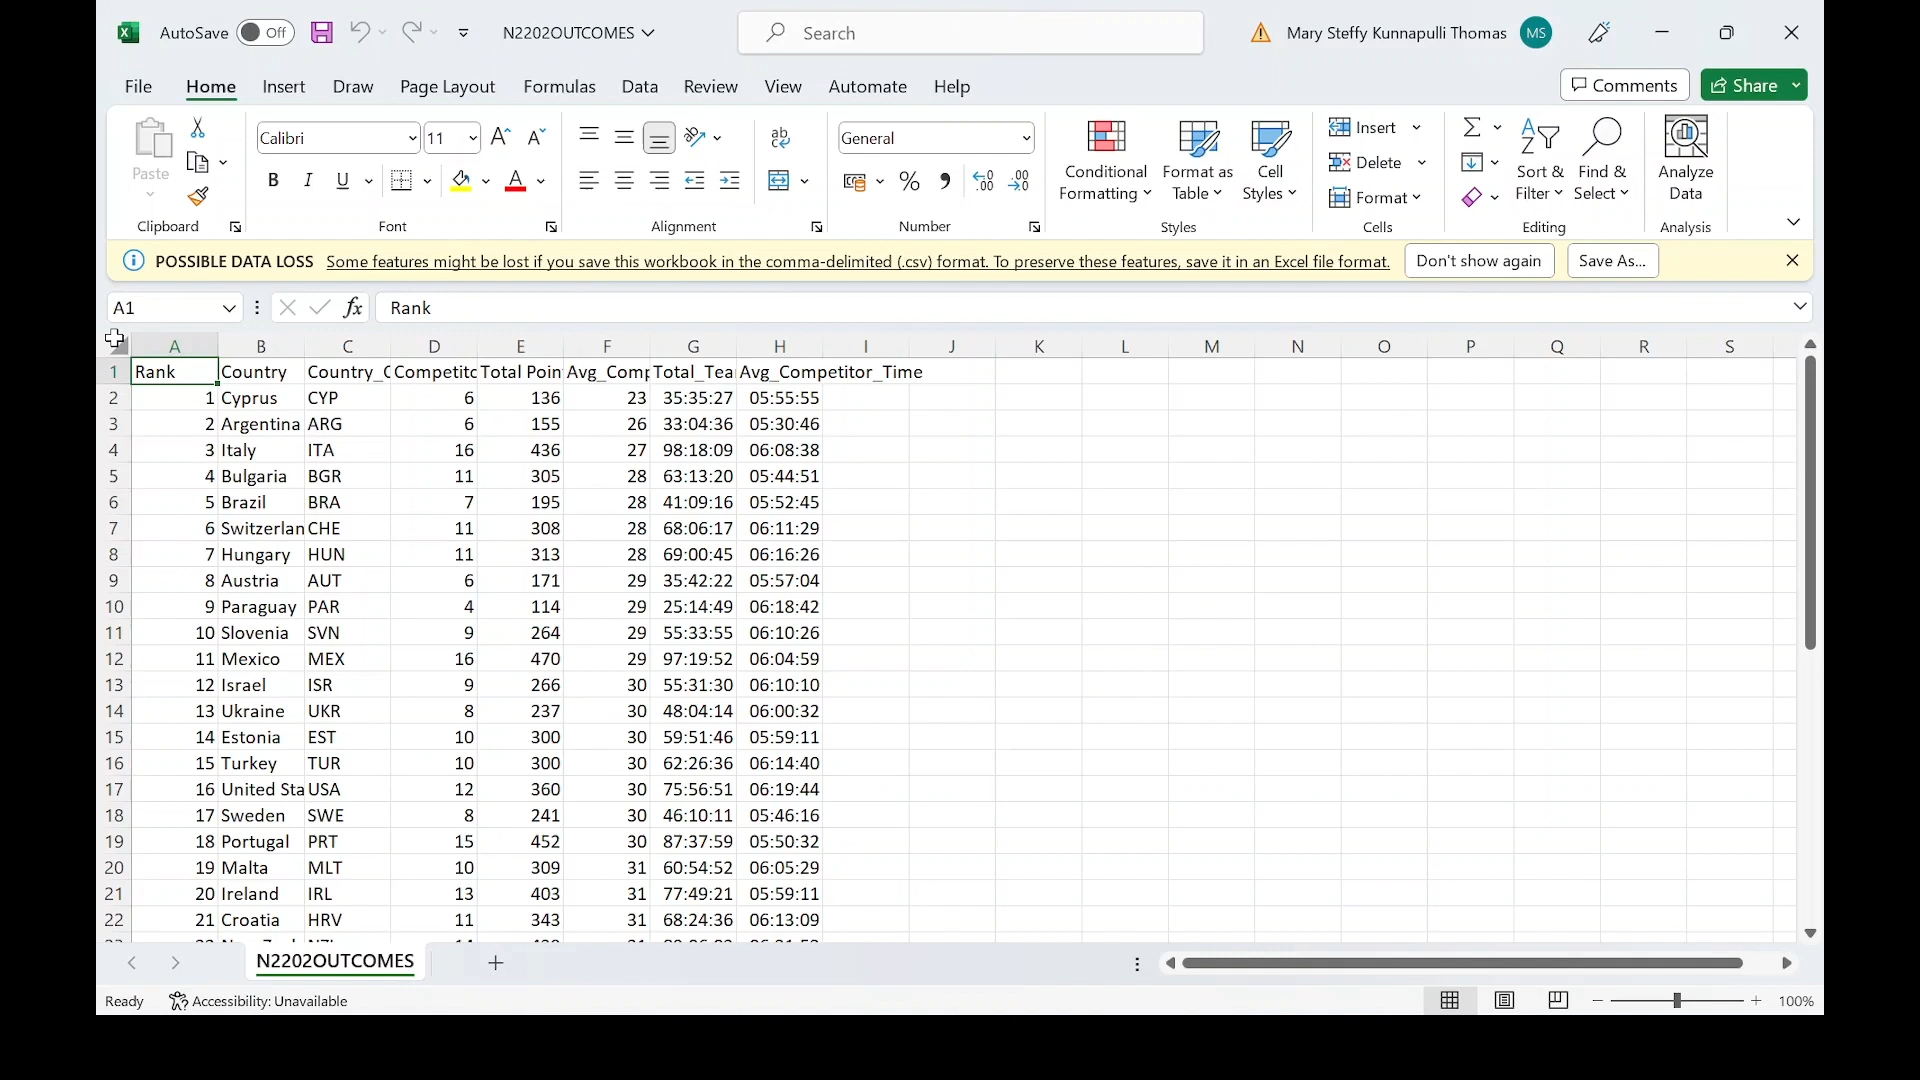 AutoSave Off N2202OUTCOMES Search Mary Steffy Kunnapulli Thomas MS
File Home Insert Draw Page Layout Formulas Data Review View Automate Help Comments Share
Paste Calibri 11 General Conditional Formatting Format as Table Cell Styles Insert Delete Format Sort & Filter Find & Select Analyze Data
Clipboard Font Alignment Number Styles Cells Editing Analysis
POSSIBLE DATA LOSS Some features might be lost if you save this workbook in the comma-delimited (.csv) format. To preserve these features, save it in an Excel file format. Don't show again Save As...
A1 fx Rank
A B C D E F G H I J K L M N O P Q R S
1 Rank Country Country_C Competitc Total Poin Avg_Comp Total_Tea Avg_Competitor_Time
2 1 Cyprus CYP 6 136 23 35:35:27 05:55:55
3 2 Argentina ARG 6 155 26 33:04:36 05:30:46
4 3 Italy ITA 16 436 27 98:18:09 06:08:38
5 4 Bulgaria BGR 11 305 28 63:13:20 05:44:51
6 5 Brazil BRA 7 195 28 41:09:16 05:52:45
7 6 Switzerlan CHE 11 308 28 68:06:17 06:11:29
8 7 Hungary HUN 11 313 28 69:00:45 06:16:26
9 8 Austria AUT 6 171 29 35:42:22 05:57:04
10 9 Paraguay PAR 4 114 29 25:14:49 06:18:42
11 10 Slovenia SVN 9 264 29 55:33:55 06:10:26
12 11 Mexico MEX 16 470 29 97:19:52 06:04:59
13 12 Israel ISR 9 266 30 55:31:30 06:10:10
14 13 Ukraine UKR 8 237 30 48:04:14 06:00:32
15 14 Estonia EST 10 300 30 59:51:46 05:59:11
16 15 Turkey TUR 10 300 30 62:26:36 06:14:40
17 16 United Sta USA 12 360 30 75:56:51 06:19:44
18 17 Sweden SWE 8 241 30 46:10:11 05:46:16
19 18 Portugal PRT 15 452 30 87:37:59 05:50:32
20 19 Malta MLT 10 309 31 60:54:52 06:05:29
21 20 Ireland IRL 13 403 31 77:49:21 05:59:11
22 21 Croatia HRV 11 343 31 68:24:36 06:13:09
N2202OUTCOMES
Ready Accessibility: Unavailable 100%